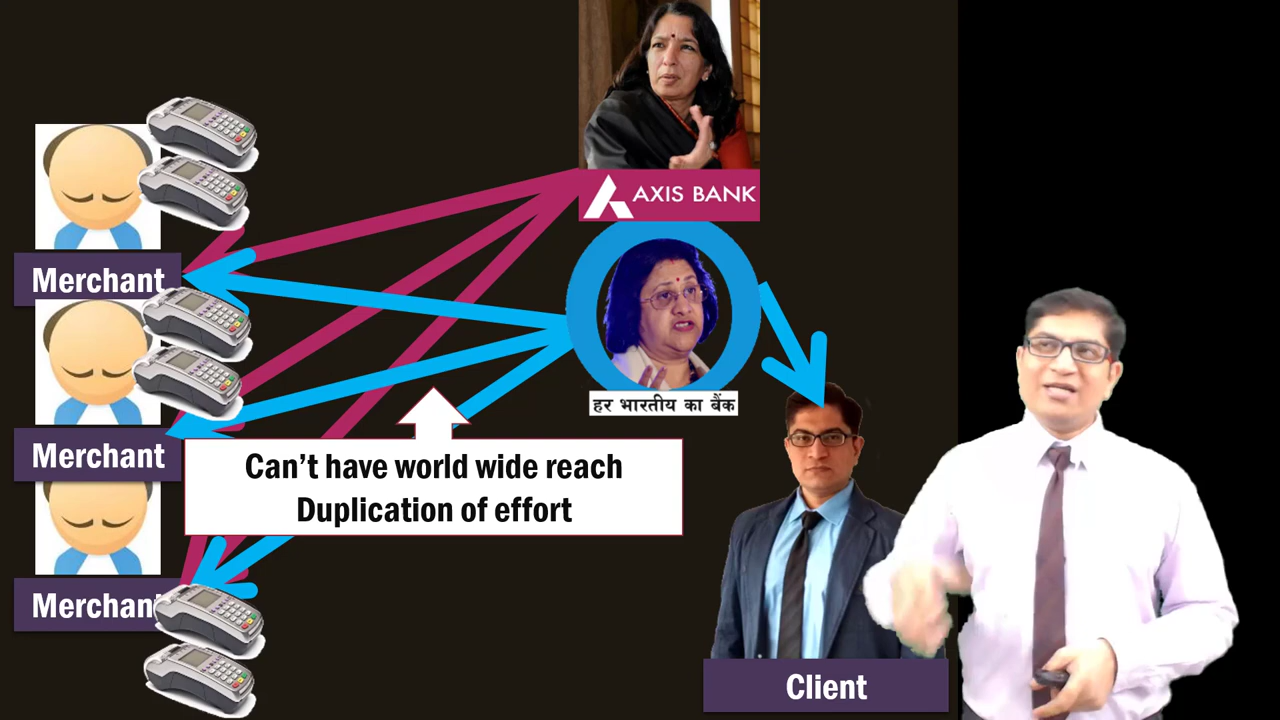 AXIS BANK
Merchant
हर भारतीय का बैंक
Merchant
Can't have world wide reach
Duplication of effort
Merchant
Client